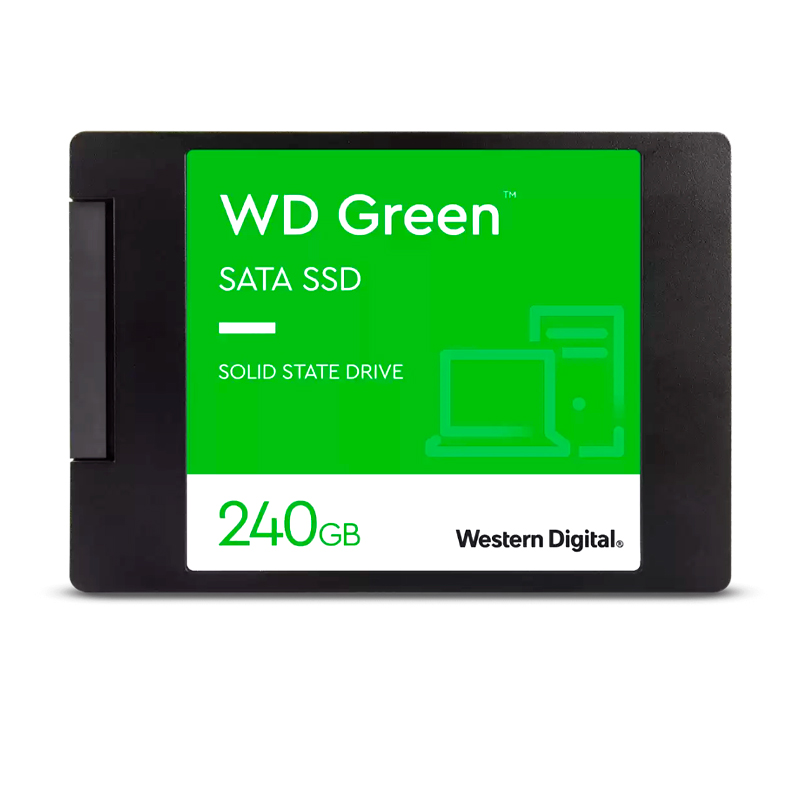 WD Green™
SATA SSD
SOLID STATE DRIVE
240GB
Western Digital®